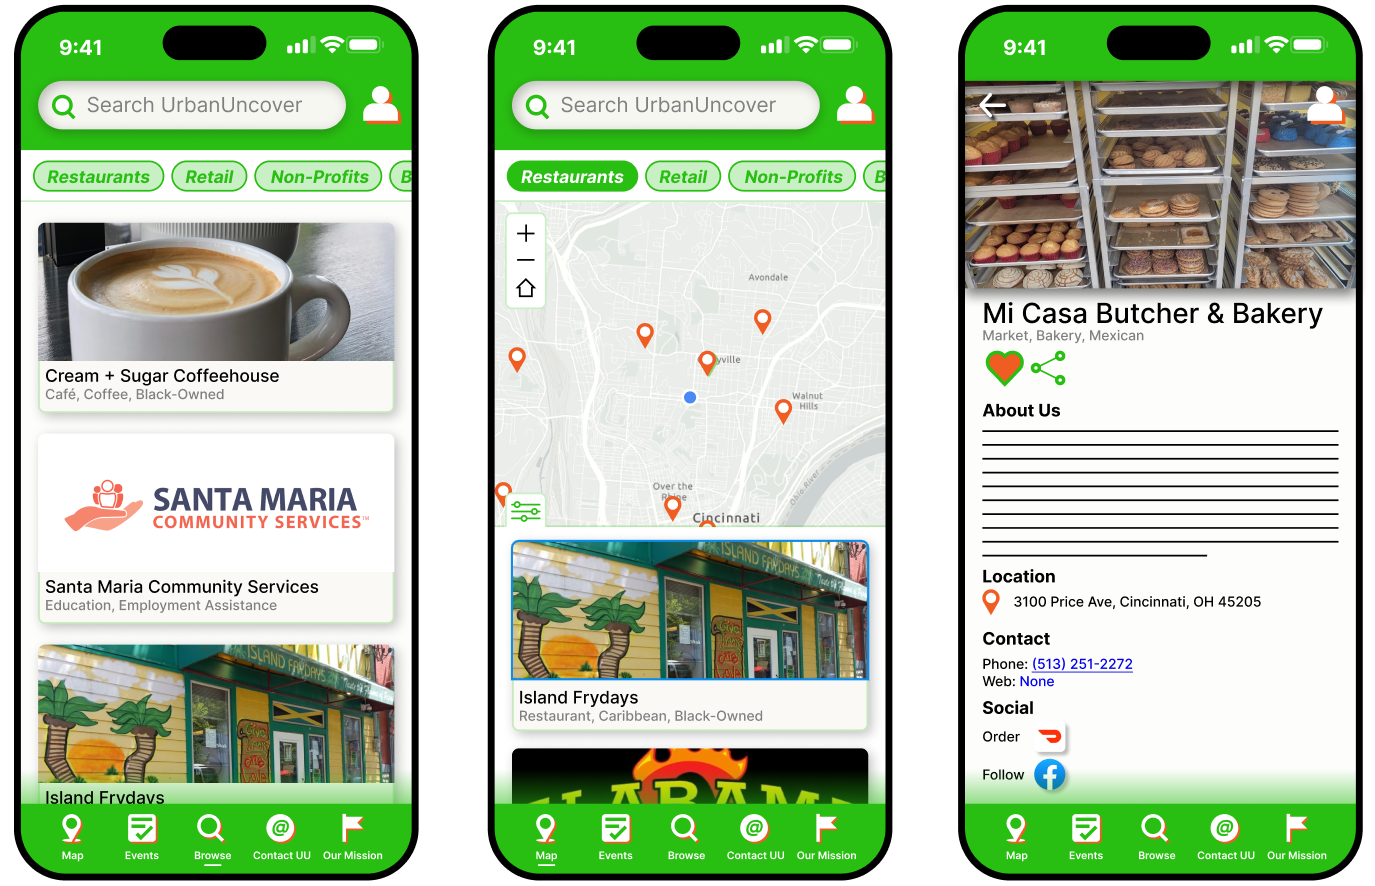 9:41
Search UrbanUncover
Restaurants
Retail
Non-Profits
B
Cream + Sugar Coffeehouse
Café, Coffee, Black-Owned
SANTA MARIA
COMMUNITY SERVICES™
Santa Maria Community Services
Education, Employment Assistance
ISLAND FRYDAYS
Island Frydays
Map
Events
Browse
@
Contact UU
Our Mission
9:41
Search UrbanUncover
Restaurants
Retail
Non-Profits
B
Avondale
Walnut
Hills
Over the
Cincinnati
Ohio River
ISLAND FRYDAYS
Island Frydays
Restaurant, Caribbean, Black-Owned
Map
Events
Browse
@
Contact UU
Our Mission
9:41
Mi Casa Butcher & Bakery
Market, Bakery, Mexican
About Us
Location
3100 Price Ave, Cincinnati, OH 45205
Contact
Phone: (513) 251-2272
Web: None
Social
Order
Follow
f
Map
Events
Browse
@
Contact UU
Our Mission